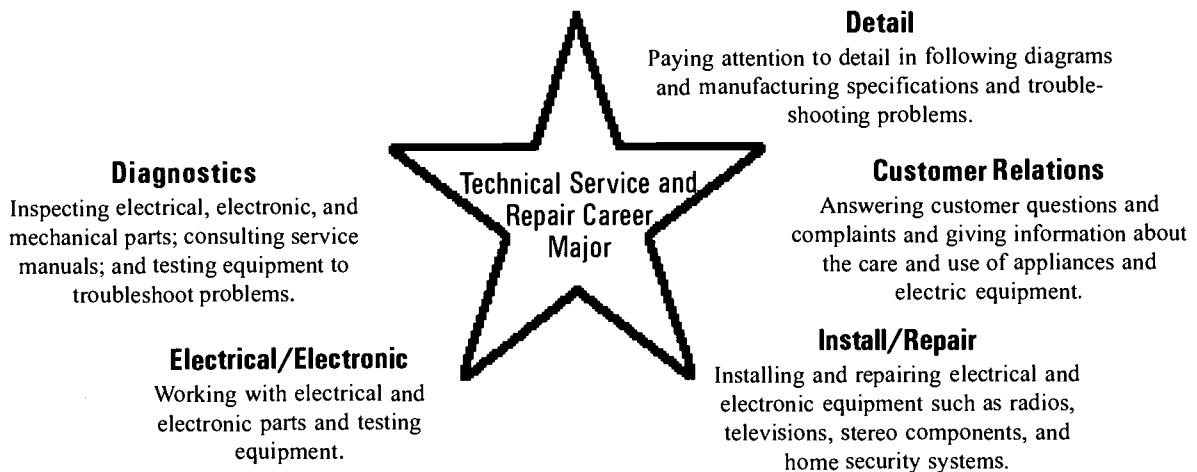 Detail
Paying attention to detail in following diagrams
and manufacturing specifications and trouble-
shooting problems.
Diagnostics
Inspecting electrical, electronic, and
mechanical parts; consulting service
manuals; and testing equipment to
troubleshoot problems.
Technical Service and
Repair Career
Major
Customer Relations
Answering customer questions and
complaints and giving information about
the care and use of appliances and
electric equipment.
Electrical/Electronic
Working with electrical and
electronic parts and testing
equipment.
Install/Repair
Installing and repairing electrical and
electronic equipment such as radios,
televisions, stereo components, and
home security systems.